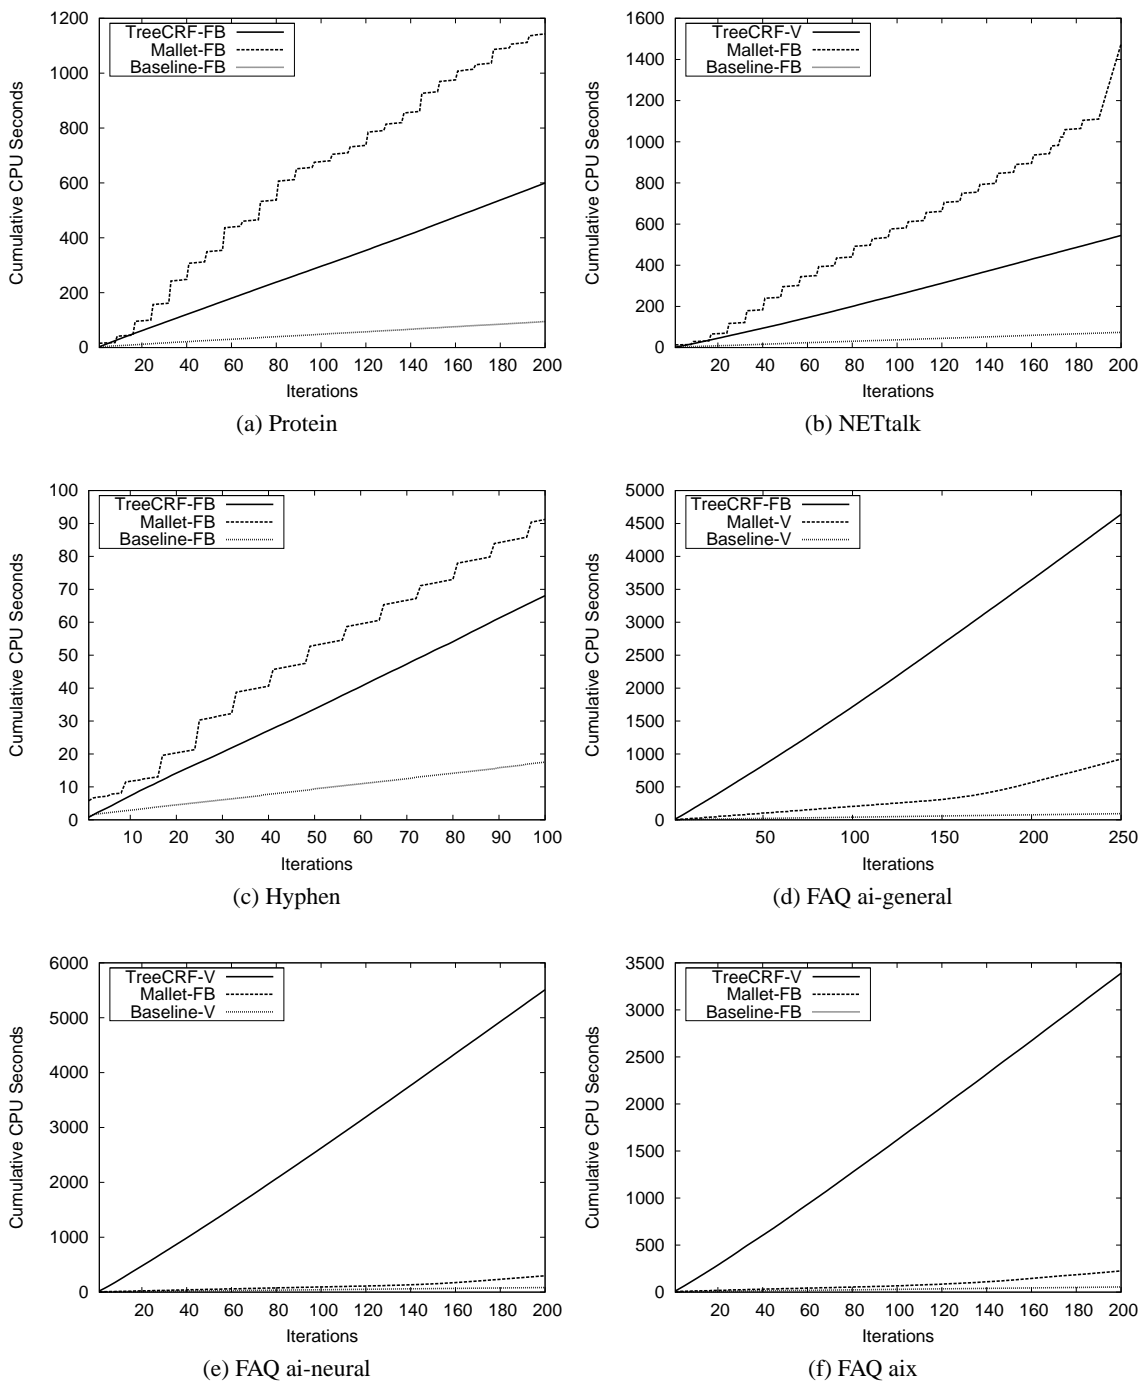 1200
1000
800
600
400
200
0
Cumulative CPU Seconds
TreeCRF-FB
Mallet-FB
Baseline-FB
20 40 60 80 100 120 140 160 180 200
Iterations
(a) Protein
1600
1400
1200
1000
800
600
400
200
0
Cumulative CPU Seconds
TreeCRF-V
Mallet-FB
Baseline-FB
20 40 60 80 100 120 140 160 180 200
Iterations
(b) NETtalk
100
90
80
70
60
50
40
30
20
10
0
Cumulative CPU Seconds
TreeCRF-FB
Mallet-FB
Baseline-FB
10 20 30 40 50 60 70 80 90 100
Iterations
(c) Hyphen
5000
4500
4000
3500
3000
2500
2000
1500
1000
500
0
Cumulative CPU Seconds
TreeCRF-FB
Mallet-V
Baseline-V
50 100 150 200 250
Iterations
(d) FAQ ai-general
6000
5000
4000
3000
2000
1000
0
Cumulative CPU Seconds
TreeCRF-V
Mallet-FB
Baseline-V
20 40 60 80 100 120 140 160 180 200
Iterations
(e) FAQ ai-neural
3500
3000
2500
2000
1500
1000
500
0
Cumulative CPU Seconds
TreeCRF-V
Mallet-FB
Baseline-FB
20 40 60 80 100 120 140 160 180 200
Iterations
(f) FAQ aix